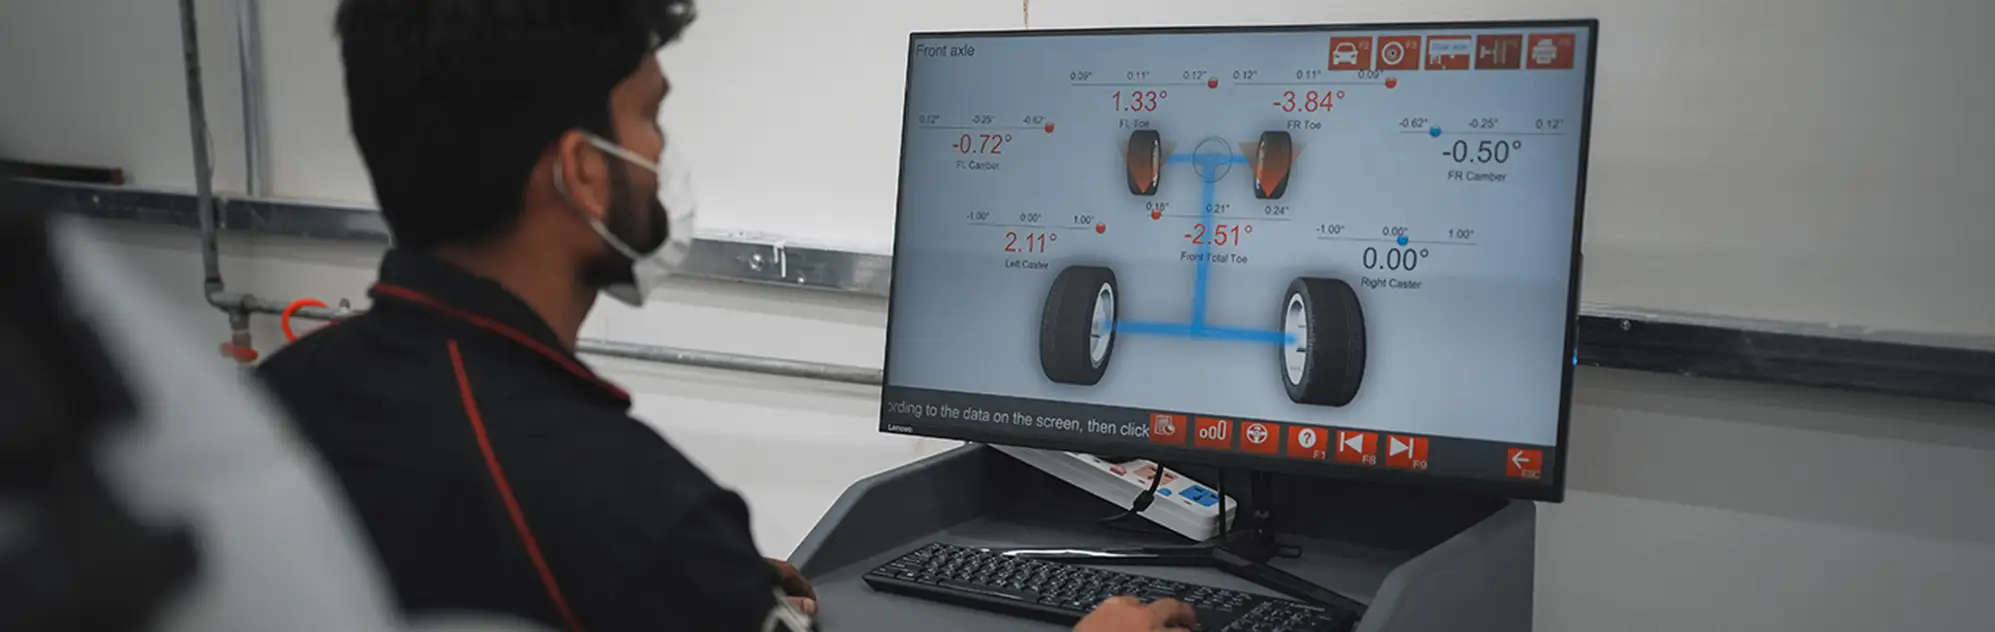 Front axle
F2
F3
0.09° 0.11° 0.12° 0.12° 0.11° 0.09°
1.33° -3.84°
FL Toe FR Toe
0.12° -0.25° -0.62°
-0.72°
FL Camber
-0.62° -0.25° 0.12°
-0.50°
FR Camber
-1.00° 0.00° 1.00°
2.11°
Left Caster
0.18° 0.21° 0.24°
-2.51°
Front Total Toe
-1.00° 0.00° 1.00°
0.00°
Right Caster
ording to the data on the screen, then click
F1 F8 F9 ESC
Lenovo